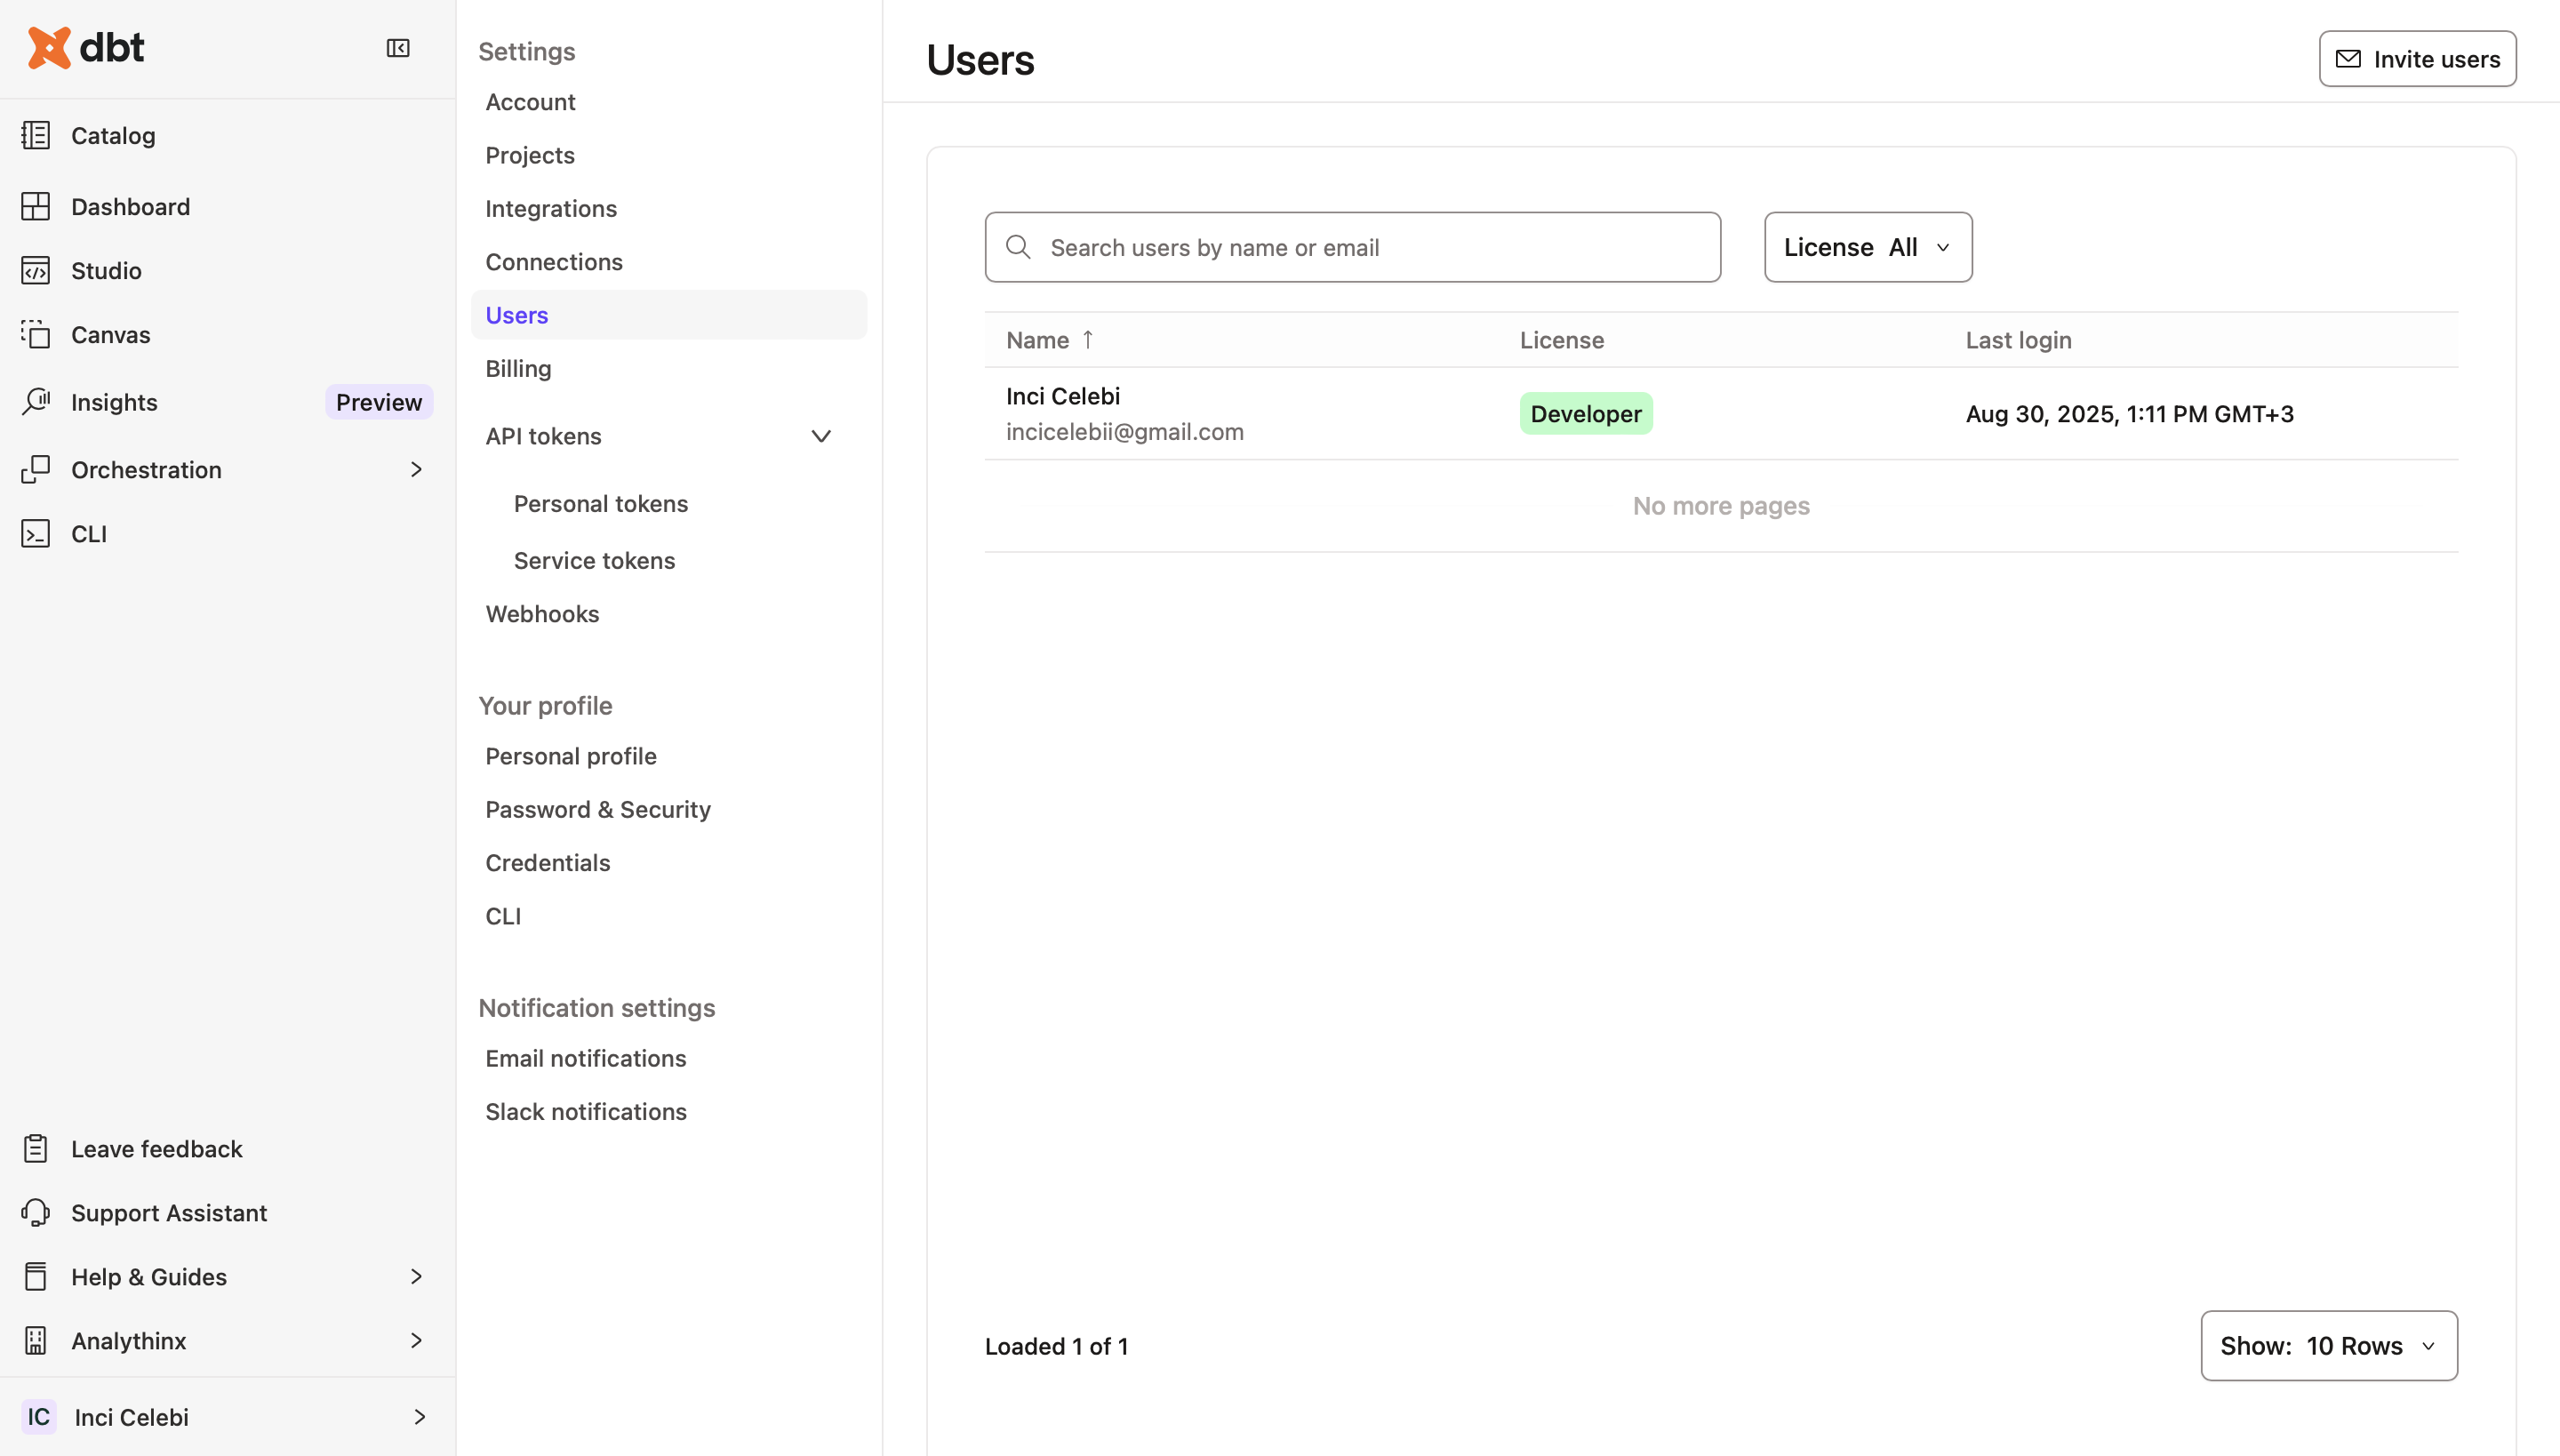 dbt
Catalog
Dashboard
Studio
Canvas
Insights Preview
Orchestration
CLI
Leave feedback
Support Assistant
Help & Guides
Analythinx
IC Inci Celebi
Settings
Account
Projects
Integrations
Connections
Users
Billing
API tokens
Personal tokens
Service tokens
Webhooks
Your profile
Personal profile
Password & Security
Credentials
CLI
Notification settings
Email notifications
Slack notifications
Users
Invite users
Search users by name or email
License All
Name ↑ License Last login
Inci Celebi
incicelebii@gmail.com
Developer
Aug 30, 2025, 1:11 PM GMT+3
No more pages
Loaded 1 of 1
Show: 10 Rows